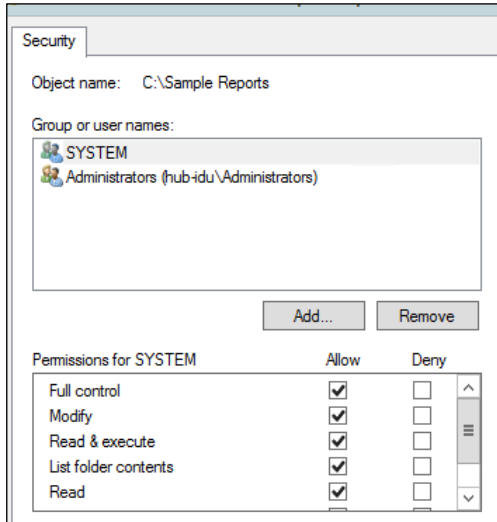 Security
Object name: C:\Sample Reports
Group or user names:
SYSTEM
Administrators (hub-idu\Administrators)
Add... Remove
Permissions for SYSTEM Allow Deny
Full control
Modify
Read & execute
List folder contents
Read